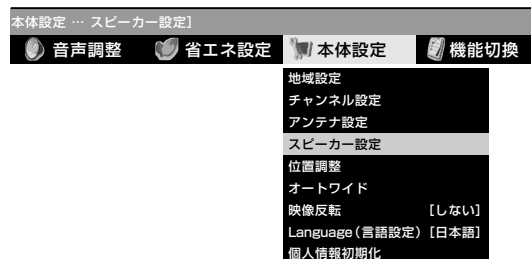 本体設定 … スピーカー設定]
音声調整 省エネ設定 本体設定 機能切換
地域設定
チャンネル設定
アンテナ設定
スピーカー設定
位置調整
オートワイド
映像反転 [しない]
Language(言語設定) [日本語]
個人情報初期化